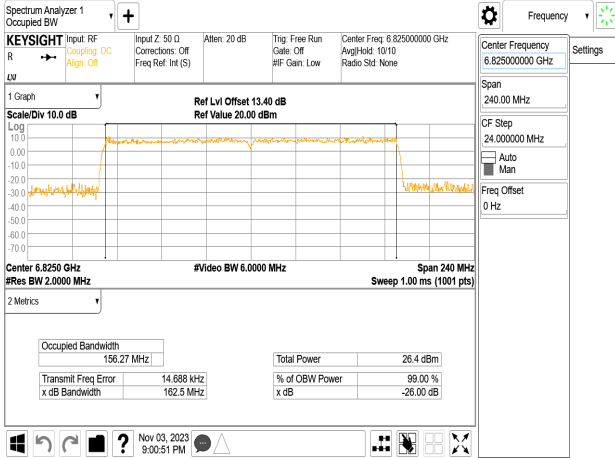 Spectrum Analyzer 1
Occupied BW
Frequency
KEYSIGHT
R
Input: RF
Coupling: DC
Align: Off
Input Z: 50 Ω
Corrections: Off
Freq Ref: Int (S)
Atten: 20 dB
Trig: Free Run
Gate: Off
#IF Gain: Low
Center Freq: 6.825000000 GHz
Avg|Hold: 10/10
Radio Std: None
Center Frequency
6.825000000 GHz
Settings
Span
240.00 MHz
CF Step
24.000000 MHz
Auto
Man
Freq Offset
0 Hz
1 Graph
Scale/Div 10.0 dB
Ref Lvl Offset 13.40 dB
Ref Value 20.00 dBm
Log
10.0
0.00
-10.0
-20.0
-30.0
-40.0
-50.0
-60.0
-70.0
Center 6.8250 GHz
#Video BW 6.0000 MHz
Span 240 MHz
#Res BW 2.0000 MHz
Sweep 1.00 ms (1001 pts)
2 Metrics
Occupied Bandwidth
156.27 MHz
Total Power
26.4 dBm
Transmit Freq Error
14.688 kHz
% of OBW Power
99.00 %
x dB Bandwidth
162.5 MHz
x dB
-26.00 dB
?
Nov 03, 2023
9:00:51 PM